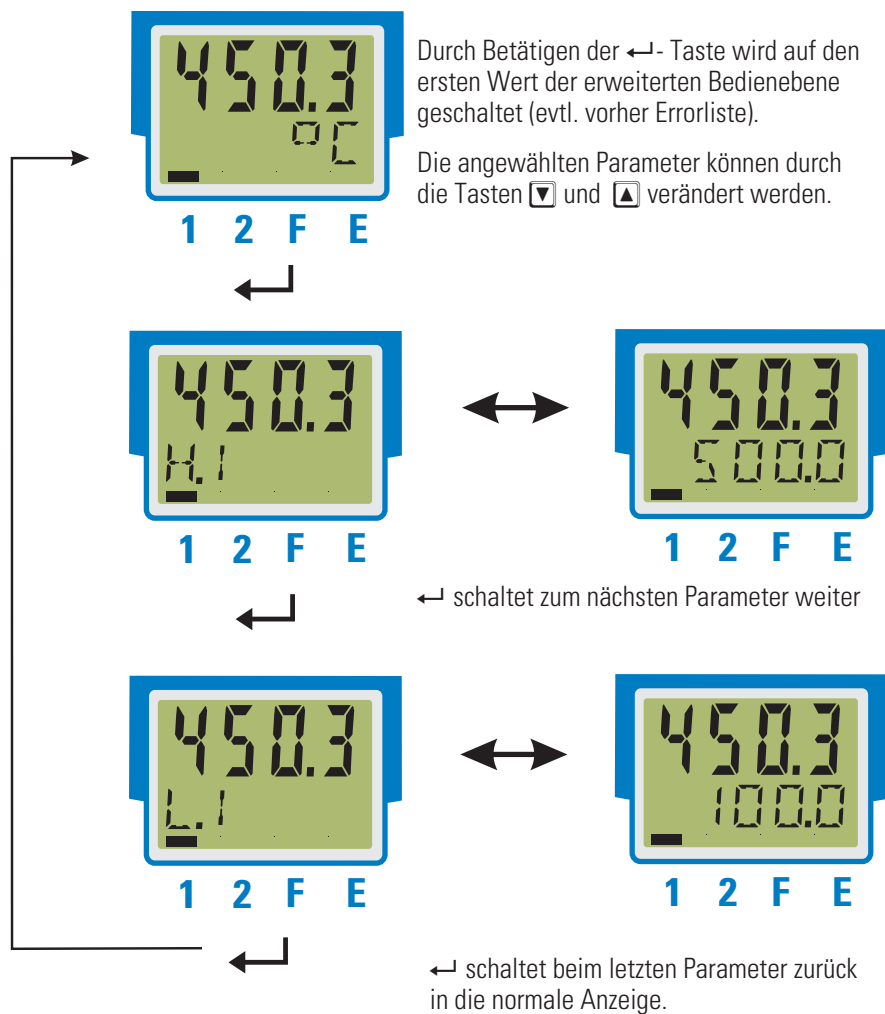 450.3
°C
1 2 F E
Durch Betätigen der ↵- Taste wird auf den
ersten Wert der erweiterten Bedienebene
geschaltet (evtl. vorher Errorliste).
Die angewählten Parameter können durch
die Tasten ▼ und ▲ verändert werden.
↵
450.3
H.1
1 2 F E
450.3
500.0
1 2 F E
↵
↵ schaltet zum nächsten Parameter weiter
450.3
L.1
1 2 F E
450.3
100.0
1 2 F E
↵
↵ schaltet beim letzten Parameter zurück
in die normale Anzeige.